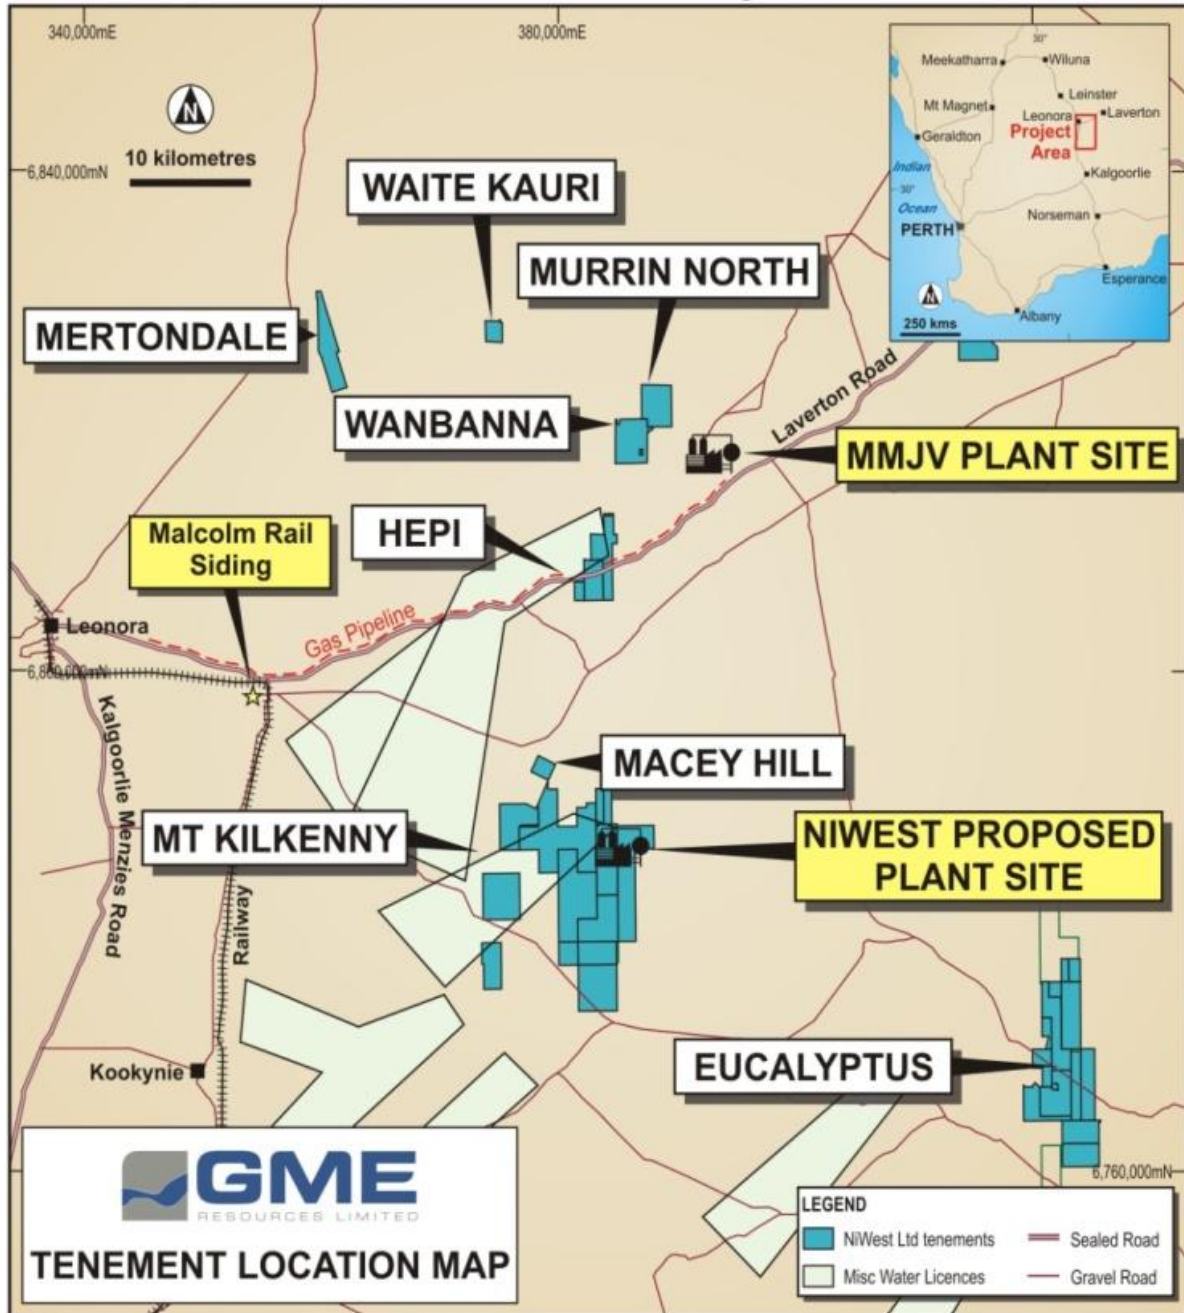 340,000mE
380,000mE
N
10 kilometres
6,840,000mN
30°
Meekatharra
Wiluna
Leinster
Mt Magnet
Leonora
Laverton
Geraldton
Project
Area
Indian
30°
Ocean
Kalgoorlie
PERTH
Norseman
Esperance
N
250 kms
Albany
WAITE KAURI
MURRIN NORTH
MERTONDALE
Laverton Road
WANBANNA
MMJV PLANT SITE
HEPI
Malcolm Rail
Siding
Leonora
Gas Pipeline
Kalgoorlie Menzies Road
MACEY HILL
MT KILKENNY
NIWEST PROPOSED
PLANT SITE
Railway
Kookynie
EUCALYPTUS
GME
RESOURCES LIMITED
TENEMENT LOCATION MAP
6,760,000mN
LEGEND
NiWest Ltd tenements
Sealed Road
Misc Water Licences
Gravel Road